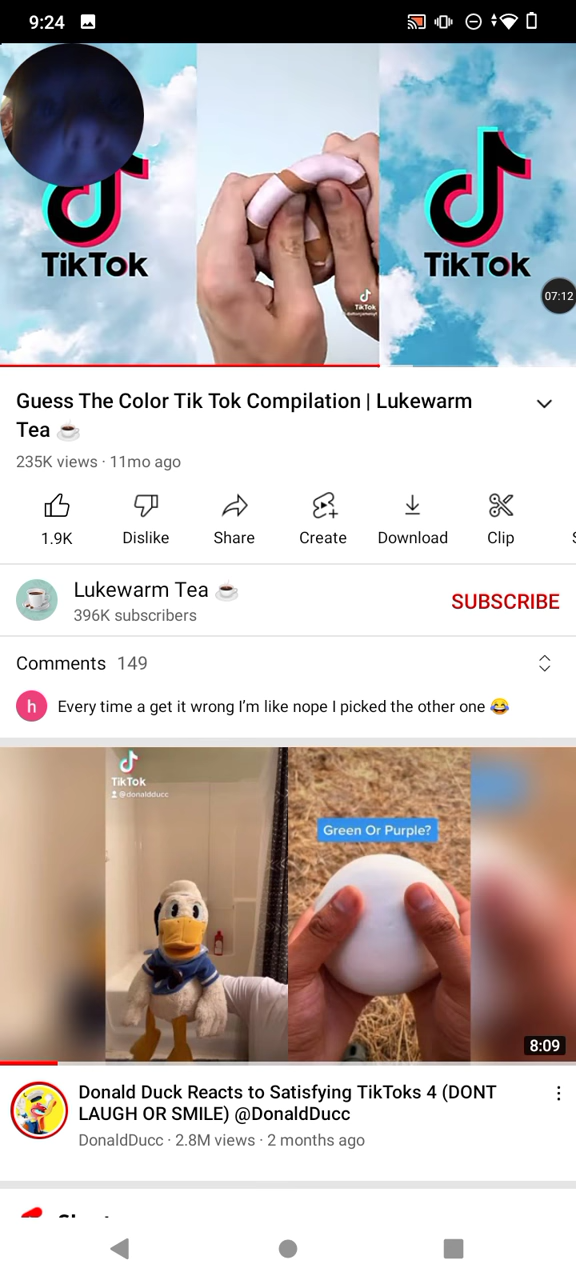 9:24
TikTok
TikTok
TikTok
07:12
Guess The Color Tik Tok Compilation | Lukewarm
Tea ☕
235K views · 11mo ago
1.9K
Dislike
Share
Create
Download
Clip
Lukewarm Tea ☕
396K subscribers
SUBSCRIBE
Comments 149
h
Every time a get it wrong I'm like nope I picked the other one 😂
TikTok
@donaldducc
Green Or Purple?
8:09
Donald Duck Reacts to Satisfying TikToks 4 (DONT
LAUGH OR SMILE) @DonaldDucc
DonaldDucc · 2.8M views · 2 months ago